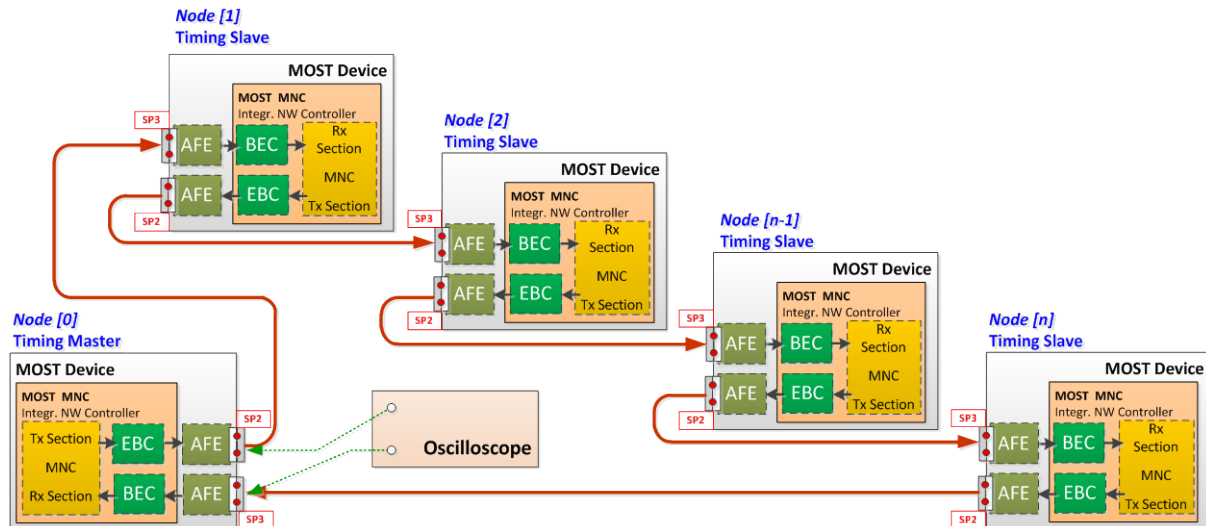 Node [1]
Timing Slave
MOST Device
MOST MNC
Integr. NW Controller
SP3
AFE
BEC
Rx
Section
MNC
AFE
EBC
Tx Section
SP2
Node [2]
Timing Slave
MOST Device
MOST MNC
Integr. NW Controller
SP3
AFE
BEC
Rx
Section
MNC
AFE
EBC
Tx Section
SP2
Node [n-1]
Timing Slave
MOST Device
MOST MNC
Integr. NW Controller
SP3
AFE
BEC
Rx
Section
MNC
AFE
EBC
Tx Section
SP2
Node [n]
Timing Slave
MOST Device
MOST MNC
Integr. NW Controller
SP3
AFE
BEC
Rx
Section
MNC
AFE
EBC
Tx Section
SP2
Node [0]
Timing Master
MOST Device
MOST MNC
Integr. NW Controller
SP2
Tx Section
EBC
AFE
MNC
Rx Section
BEC
AFE
SP3
Oscilloscope